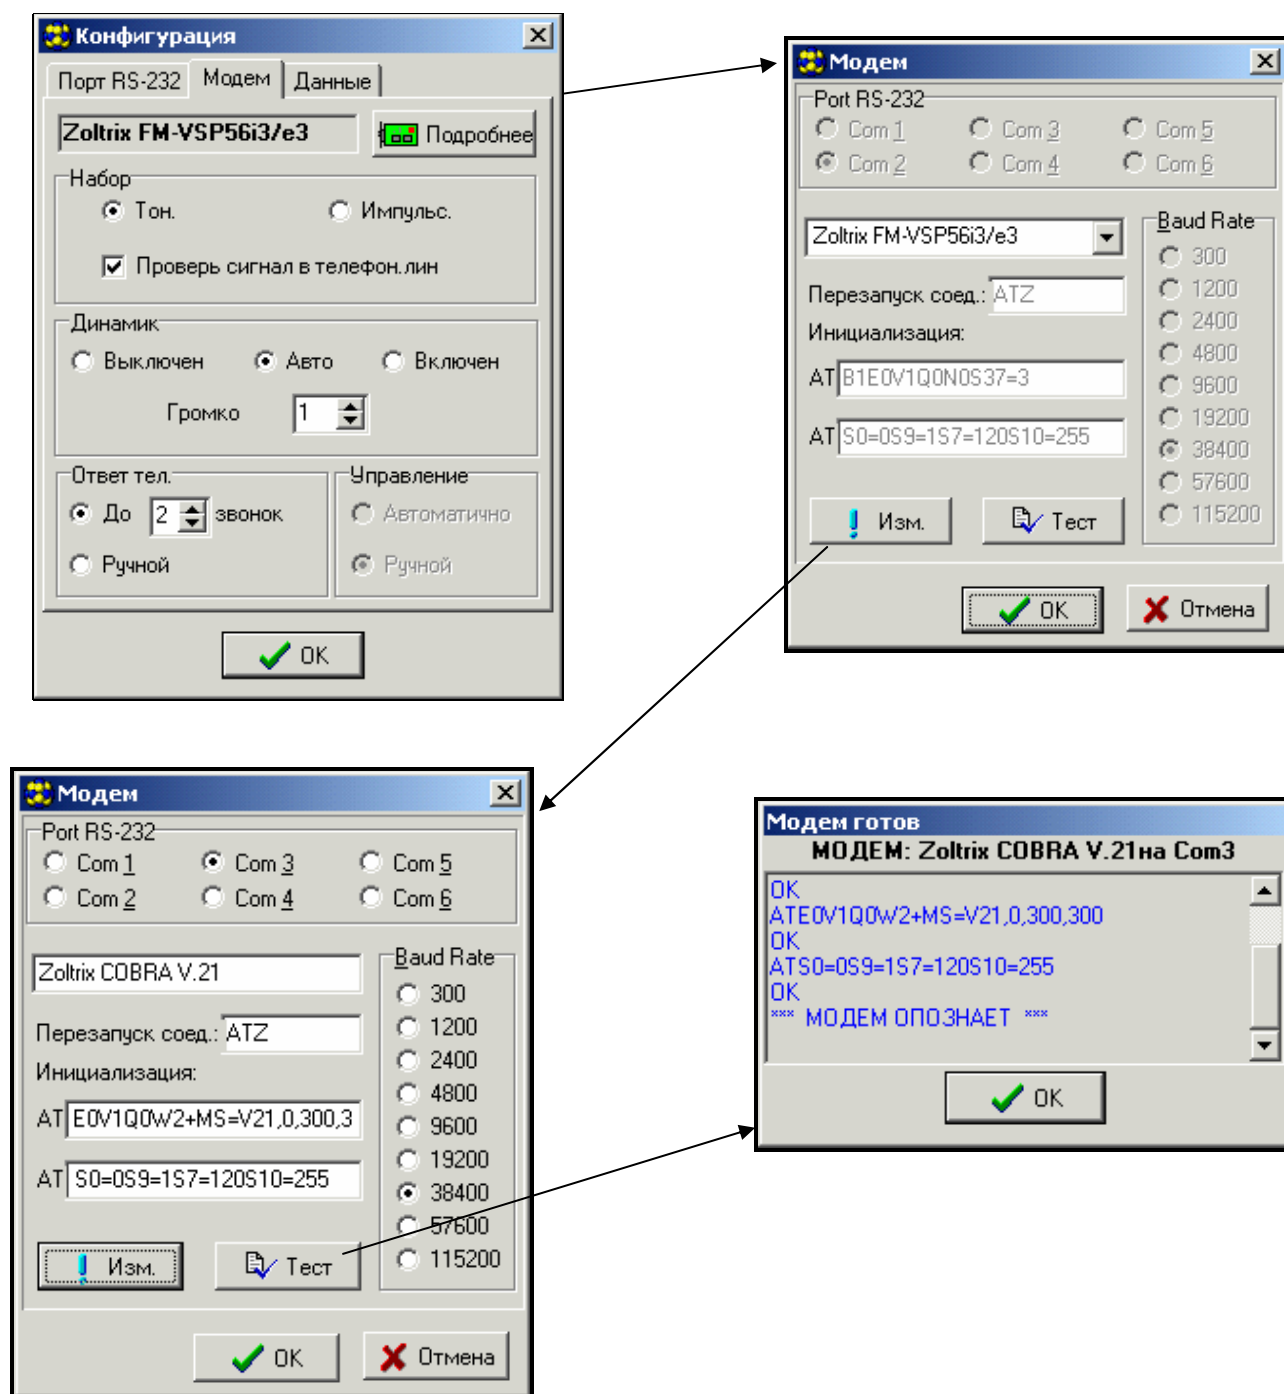 Конфигурация
Порт RS-232 Модем Данные
Zoltrix FM-VSP56i3/e3 Подробнее
Набор
Тон. Импульс.
Проверь сигнал в телефон.лин
Динамик
Выключен Авто Включен
Громко 1
Ответ тел. Управление
До 2 звонок Автоматично
Ручной Ручной
OK
Модем
Port RS-232
Com 1 Com 3 Com 5
Com 2 Com 4 Com 6
Zoltrix FM-VSP56i3/e3
Baud Rate
300
Перезапуск соед.: ATZ 1200
2400
Инициализация:
4800
AT B1E0V1Q0N0S37=3 9600
19200
AT S0=0S9=1S7=120S10=255 38400
57600
Изм. Тест 115200
OK Отмена
Модем
Port RS-232
Com 1 Com 3 Com 5
Com 2 Com 4 Com 6
Zoltrix COBRA V.21
Baud Rate
300
Перезапуск соед.: ATZ 1200
2400
Инициализация:
4800
AT E0V1Q0W2+MS=V21,0,300,3 9600
19200
AT S0=0S9=1S7=120S10=255 38400
57600
Изм. Тест 115200
OK Отмена
Модем готов
МОДЕМ: Zoltrix COBRA V.21на Com3
OK
ATE0V1Q0W2+MS=V21,0,300,300
OK
ATS0=0S9=1S7=120S10=255
OK
*** МОДЕМ ОПОЗНАЕТ ***
OK